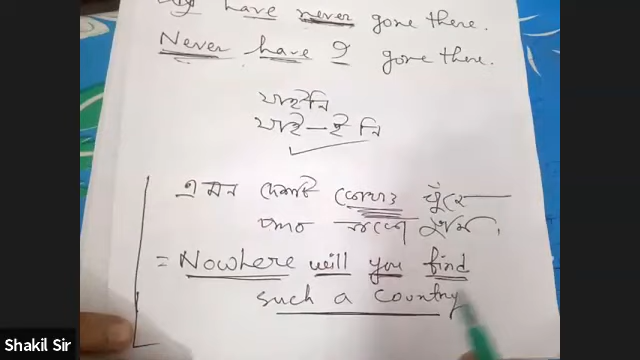 have never gone there.
Never have I gone there.
যাইনি
যাই-ই নি
এমন দেশটি কোথাও খুঁজে
পাবে নাকো তুমি
= Nowhere will you find
such a country
Shakil Sir